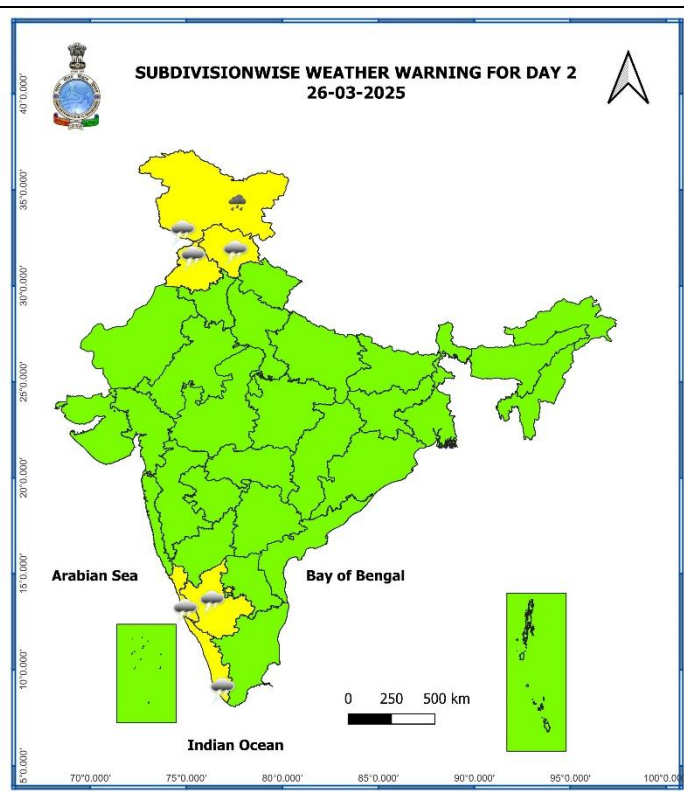 SUBDIVISIONWISE WEATHER WARNING FOR DAY 2
26-03-2025
40°0.000'
35°0.000'
30°0.000'
25°0.000'
20°0.000'
15°0.000'
10°0.000'
5°0.000'
Arabian Sea
Bay of Bengal
0 250 500 km
Indian Ocean
70°0.000' 75°0.000' 80°0.000' 85°0.000' 90°0.000' 95°0.000' 100°0.0